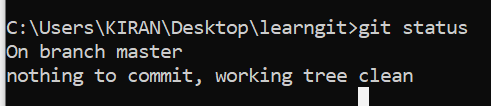 C:\Users\KIRAN\Desktop\learngit>git status
On branch master
nothing to commit, working tree clean